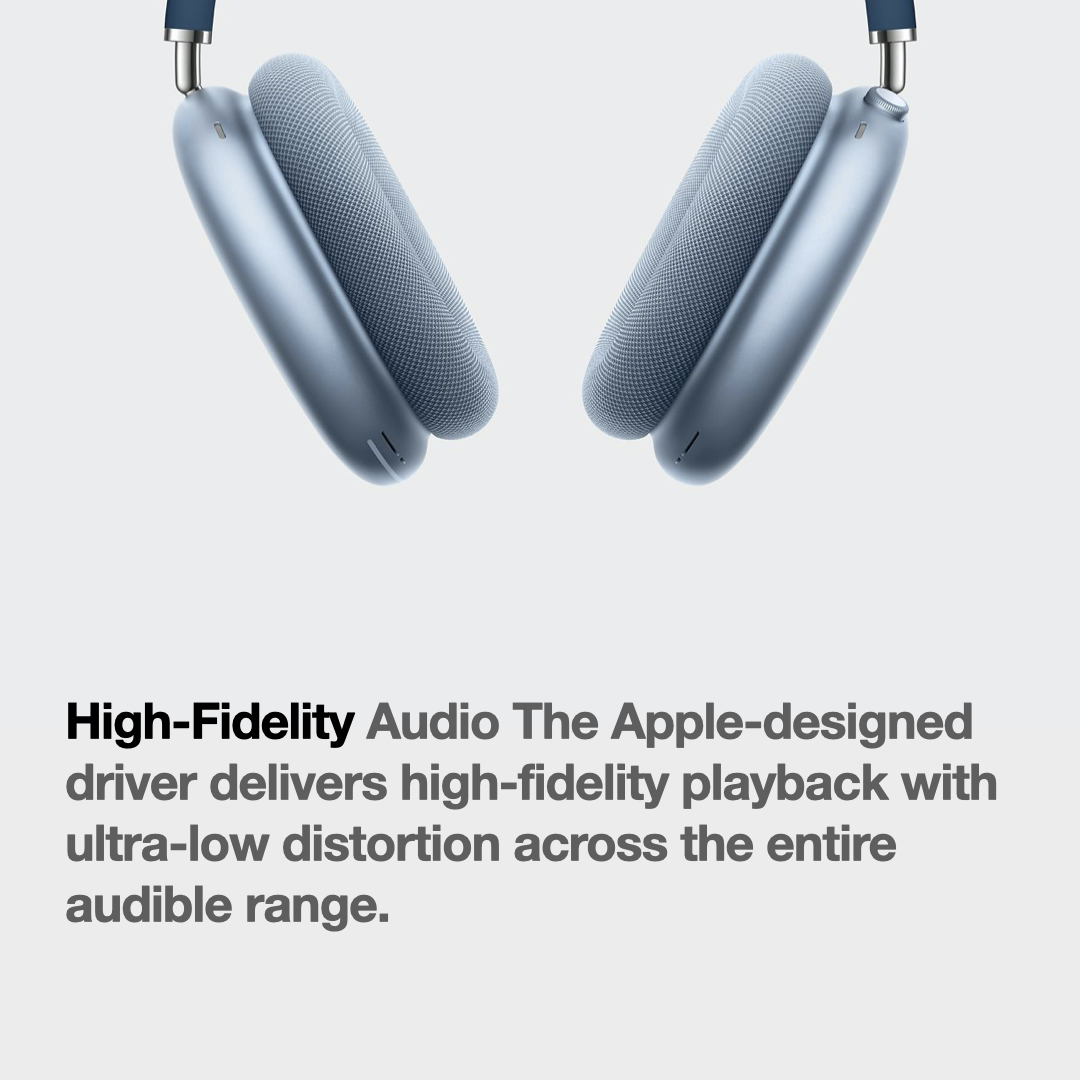 High-Fidelity Audio The Apple-designed
driver delivers high-fidelity playback with
ultra-low distortion across the entire
audible range.